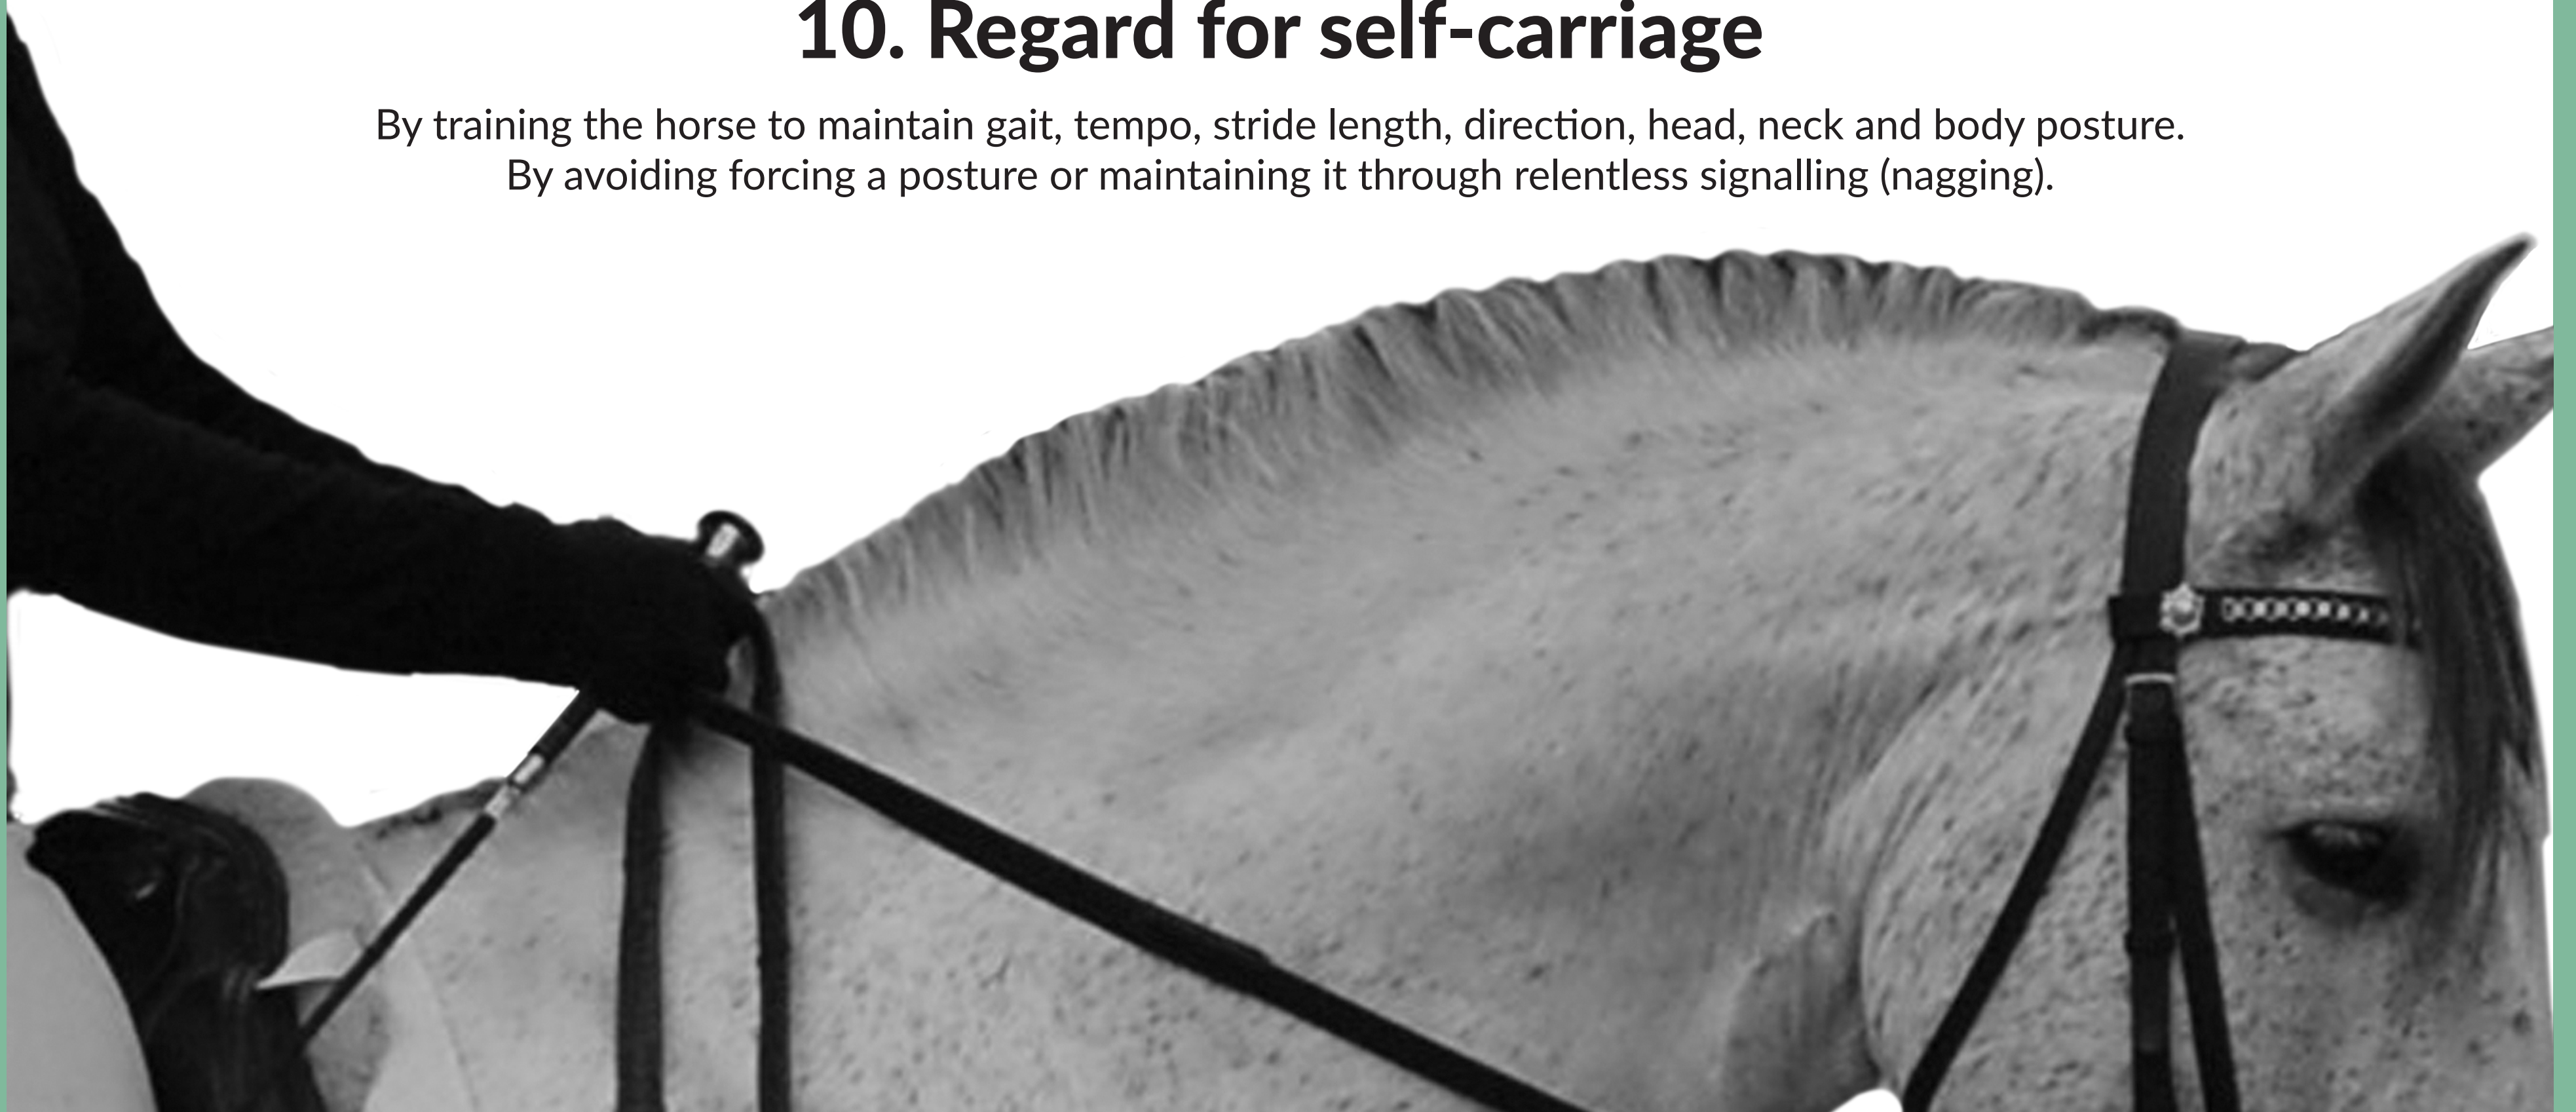 10. Regard for self-carriage
By training the horse to maintain gait, tempo, stride length, direction, head, neck and body posture.
By avoiding forcing a posture or maintaining it through relentless signalling (nagging).